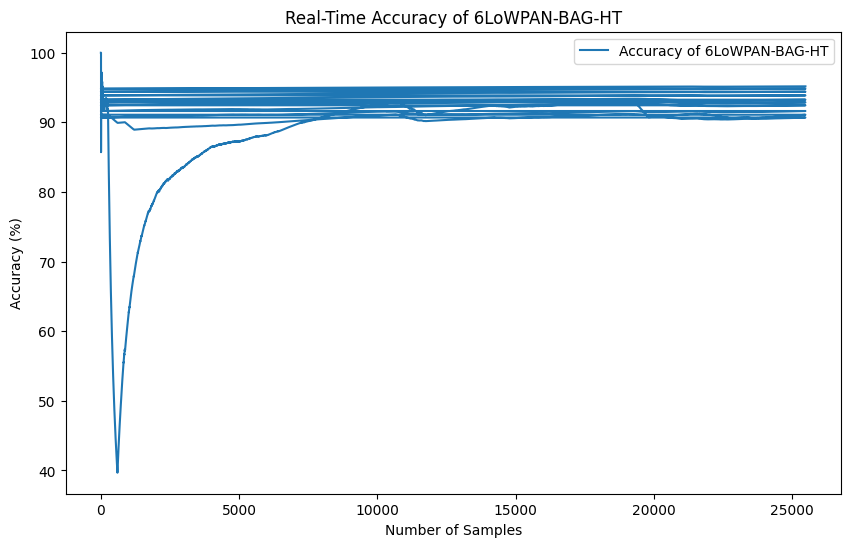 Real-Time Accuracy of 6LoWPAN-BAG-HT
Accuracy of 6LoWPAN-BAG-HT
100
90
80
70
60
50
40
Accuracy (%)
0 5000 10000 15000 20000 25000
Number of Samples